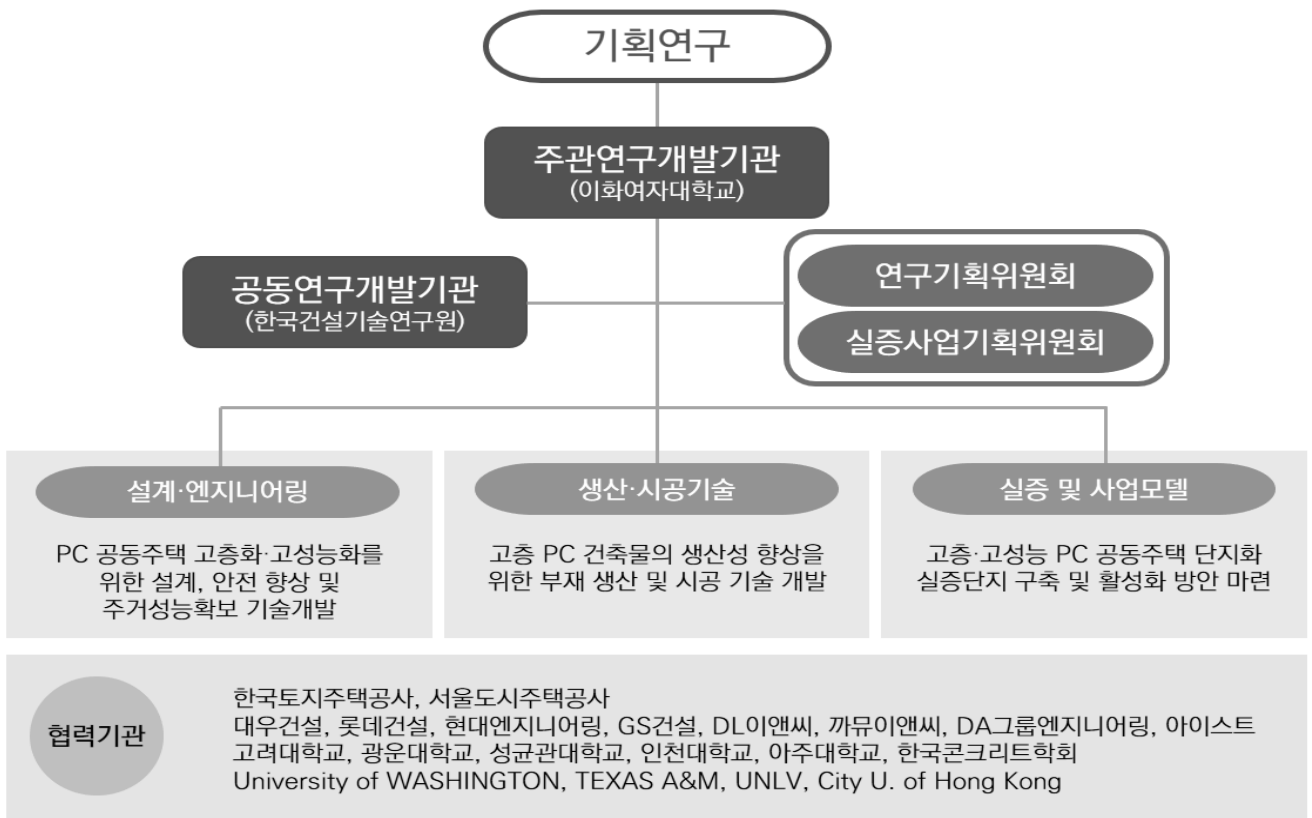 기획연구
주관연구개발기관
(이화여자대학교)
공동연구개발기관
(한국건설기술연구원)
연구기획위원회
실증사업기획위원회
설계·엔지니어링
PC 공동주택 고층화·고성능화를
위한 설계, 안전 향상 및
주거성능확보 기술개발
생산·시공기술
고층 PC 건축물의 생산성 향상을
위한 부재 생산 및 시공 기술 개발
실증 및 사업모델
고층·고성능 PC 공동주택 단지화
실증단지 구축 및 활성화 방안 마련
협력기관
한국토지주택공사, 서울도시주택공사
대우건설, 롯데건설, 현대엔지니어링, GS건설, DL이앤씨, 까뮤이앤씨, DA그룹엔지니어링, 아이스트
고려대학교, 광운대학교, 성균관대학교, 인천대학교, 아주대학교, 한국콘크리트학회
University of WASHINGTON, TEXAS A&M, UNLV, City U. of Hong Kong